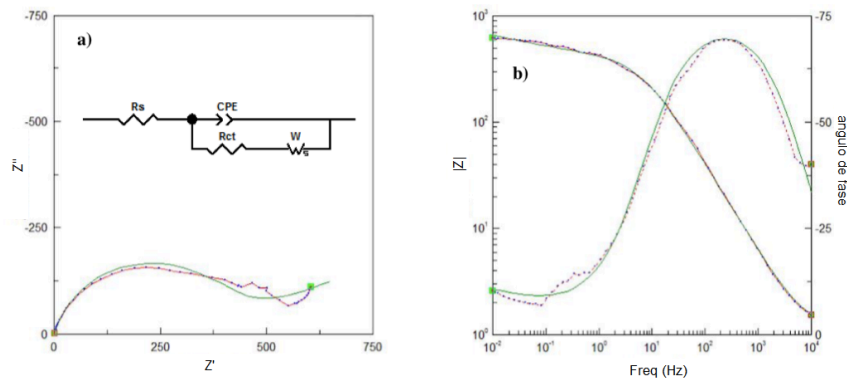 a)
Rs
CPE
Rct
W
s
-750
-500
-250
0
Z''
0
250
500
750
Z'
b)
10³
10²
10¹
10⁰
|Z|
-75
-50
-25
0
angulo de fase
10⁻² 10⁻¹ 10⁰ 10¹ 10² 10³ 10⁴
Freq (Hz)